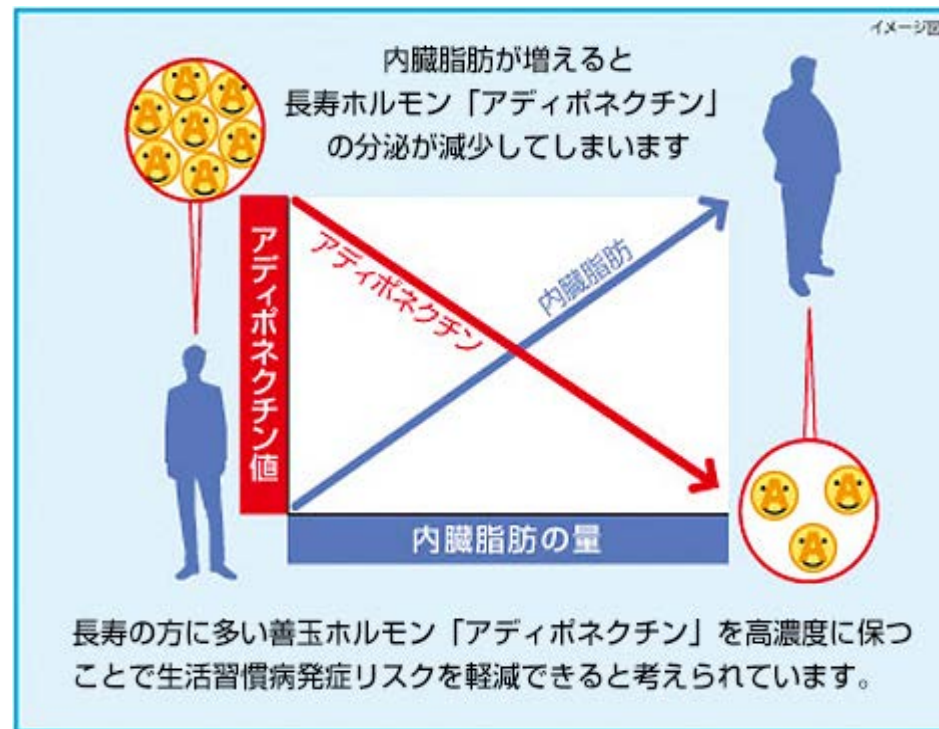 イメージ図
内臓脂肪が増えると
長寿ホルモン「アディポネクチン」
の分泌が減少してしまいます
アディポネクチン値
アディポネクチン
内臓脂肪
内臓脂肪の量
長寿の方に多い善玉ホルモン「アディポネクチン」を高濃度に保つ
ことで生活習慣病発症リスクを軽減できると考えられています。
A
A
A
A
A
A
A
A
A
A
A